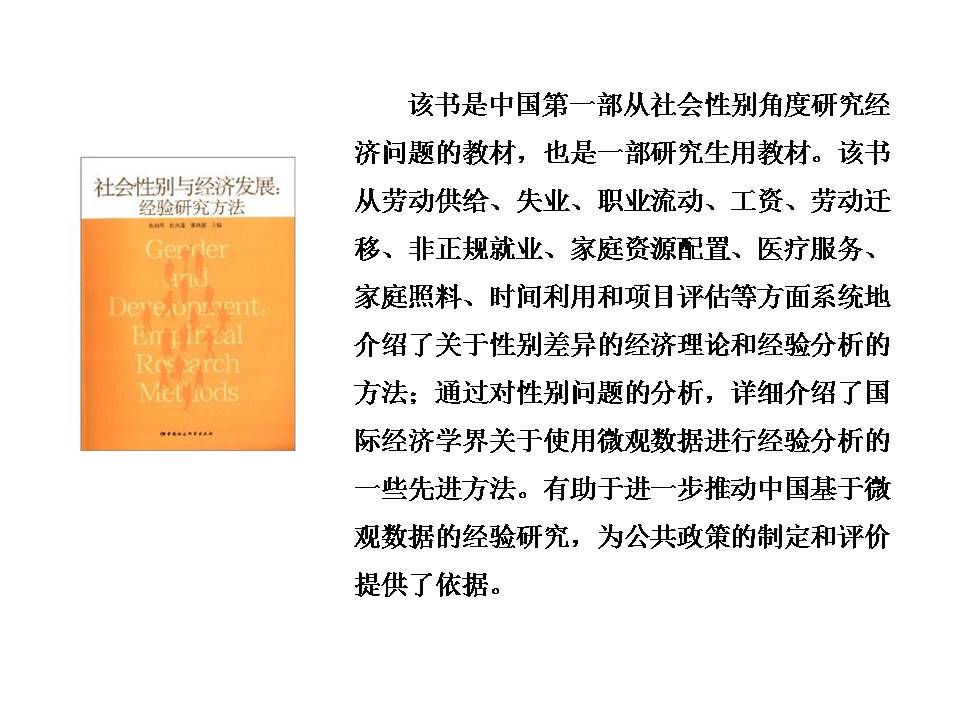 社会性别与经济发展：
经验研究方法
Gender
and
Development:
Empirical
Research
Methods
中国社会科学出版社
该书是中国第一部从社会性别角度研究经
济问题的教材，也是一部研究生用教材。该书
从劳动供给、失业、职业流动、工资、劳动迁
移、非正规就业、家庭资源配置、医疗服务、
家庭照料、时间利用和项目评估等方面系统地
介绍了关于性别差异的经济理论和经验分析的
方法；通过对性别问题的分析，详细介绍了国
际经济学界关于使用微观数据进行经验分析的
一些先进方法。有助于进一步推动中国基于微
观数据的经验研究，为公共政策的制定和评价
提供了依据。